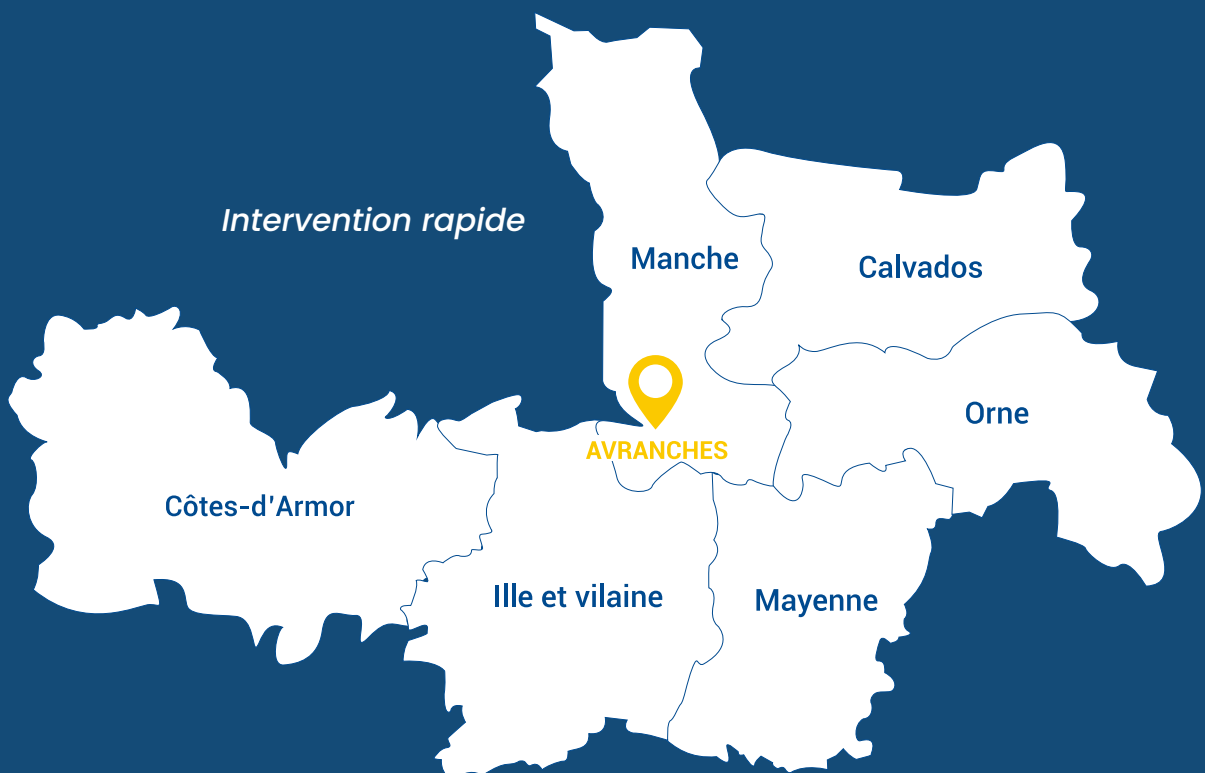 Intervention rapide
Manche
Calvados
Orne
AVRANCHES
Côtes-d'Armor
Ille et vilaine
Mayenne